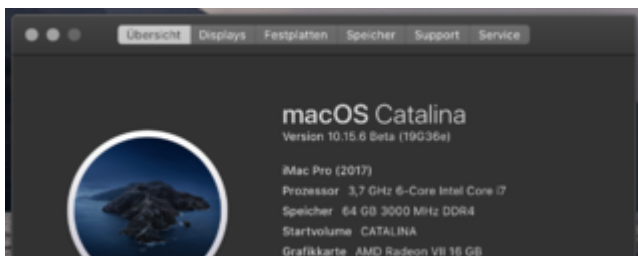 Übersicht Displays Festplatten Speicher Support Service
macOS Catalina
Version 10.15.6 Beta (19G36e)
iMac Pro (2017)
Prozessor 3,7 GHz 6-Core Intel Core i7
Speicher 64 GB 3000 MHz DDR4
Startvolume CATALINA
Grafikkarte AMD Radeon VII 16 GB